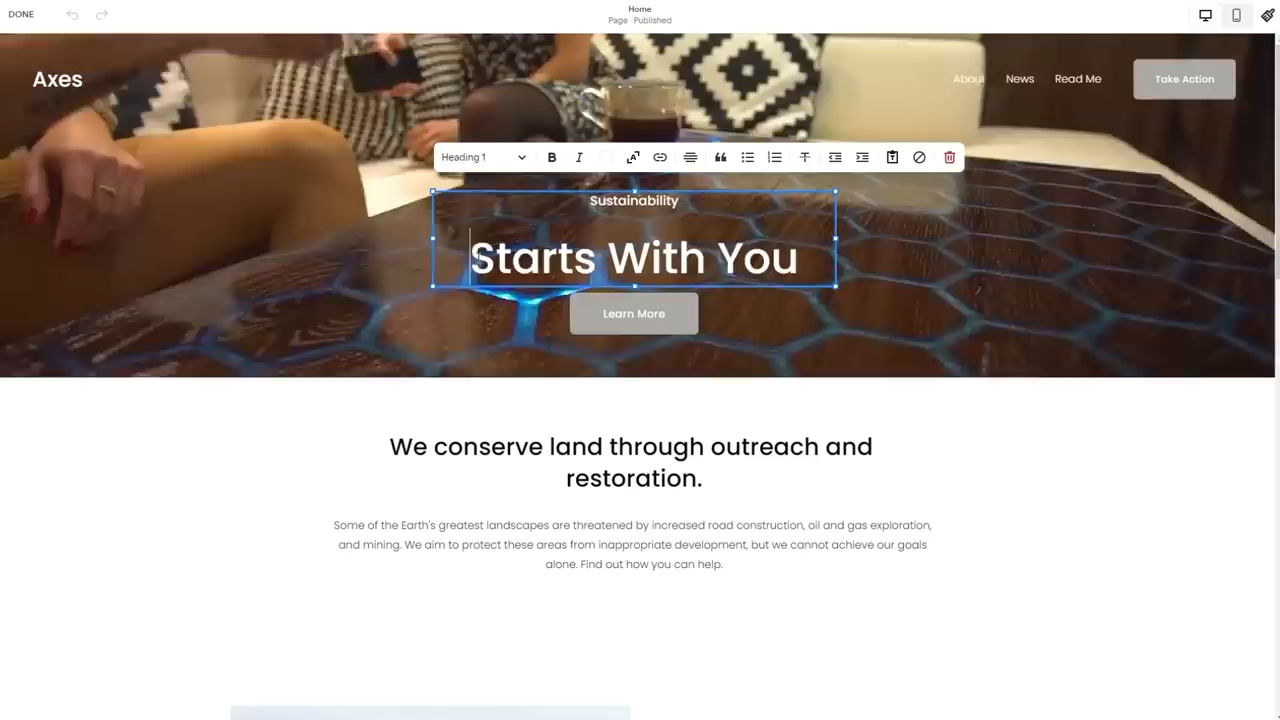 DONE
Home
Page · Published
Axes
About
News
Read Me
Take Action
Heading 1
Sustainability
Starts With You
Learn More
We conserve land through outreach and
restoration.
Some of the Earth's greatest landscapes are threatened by increased road construction, oil and gas exploration,
and mining. We aim to protect these areas from inappropriate development, but we cannot achieve our goals
alone. Find out how you can help.